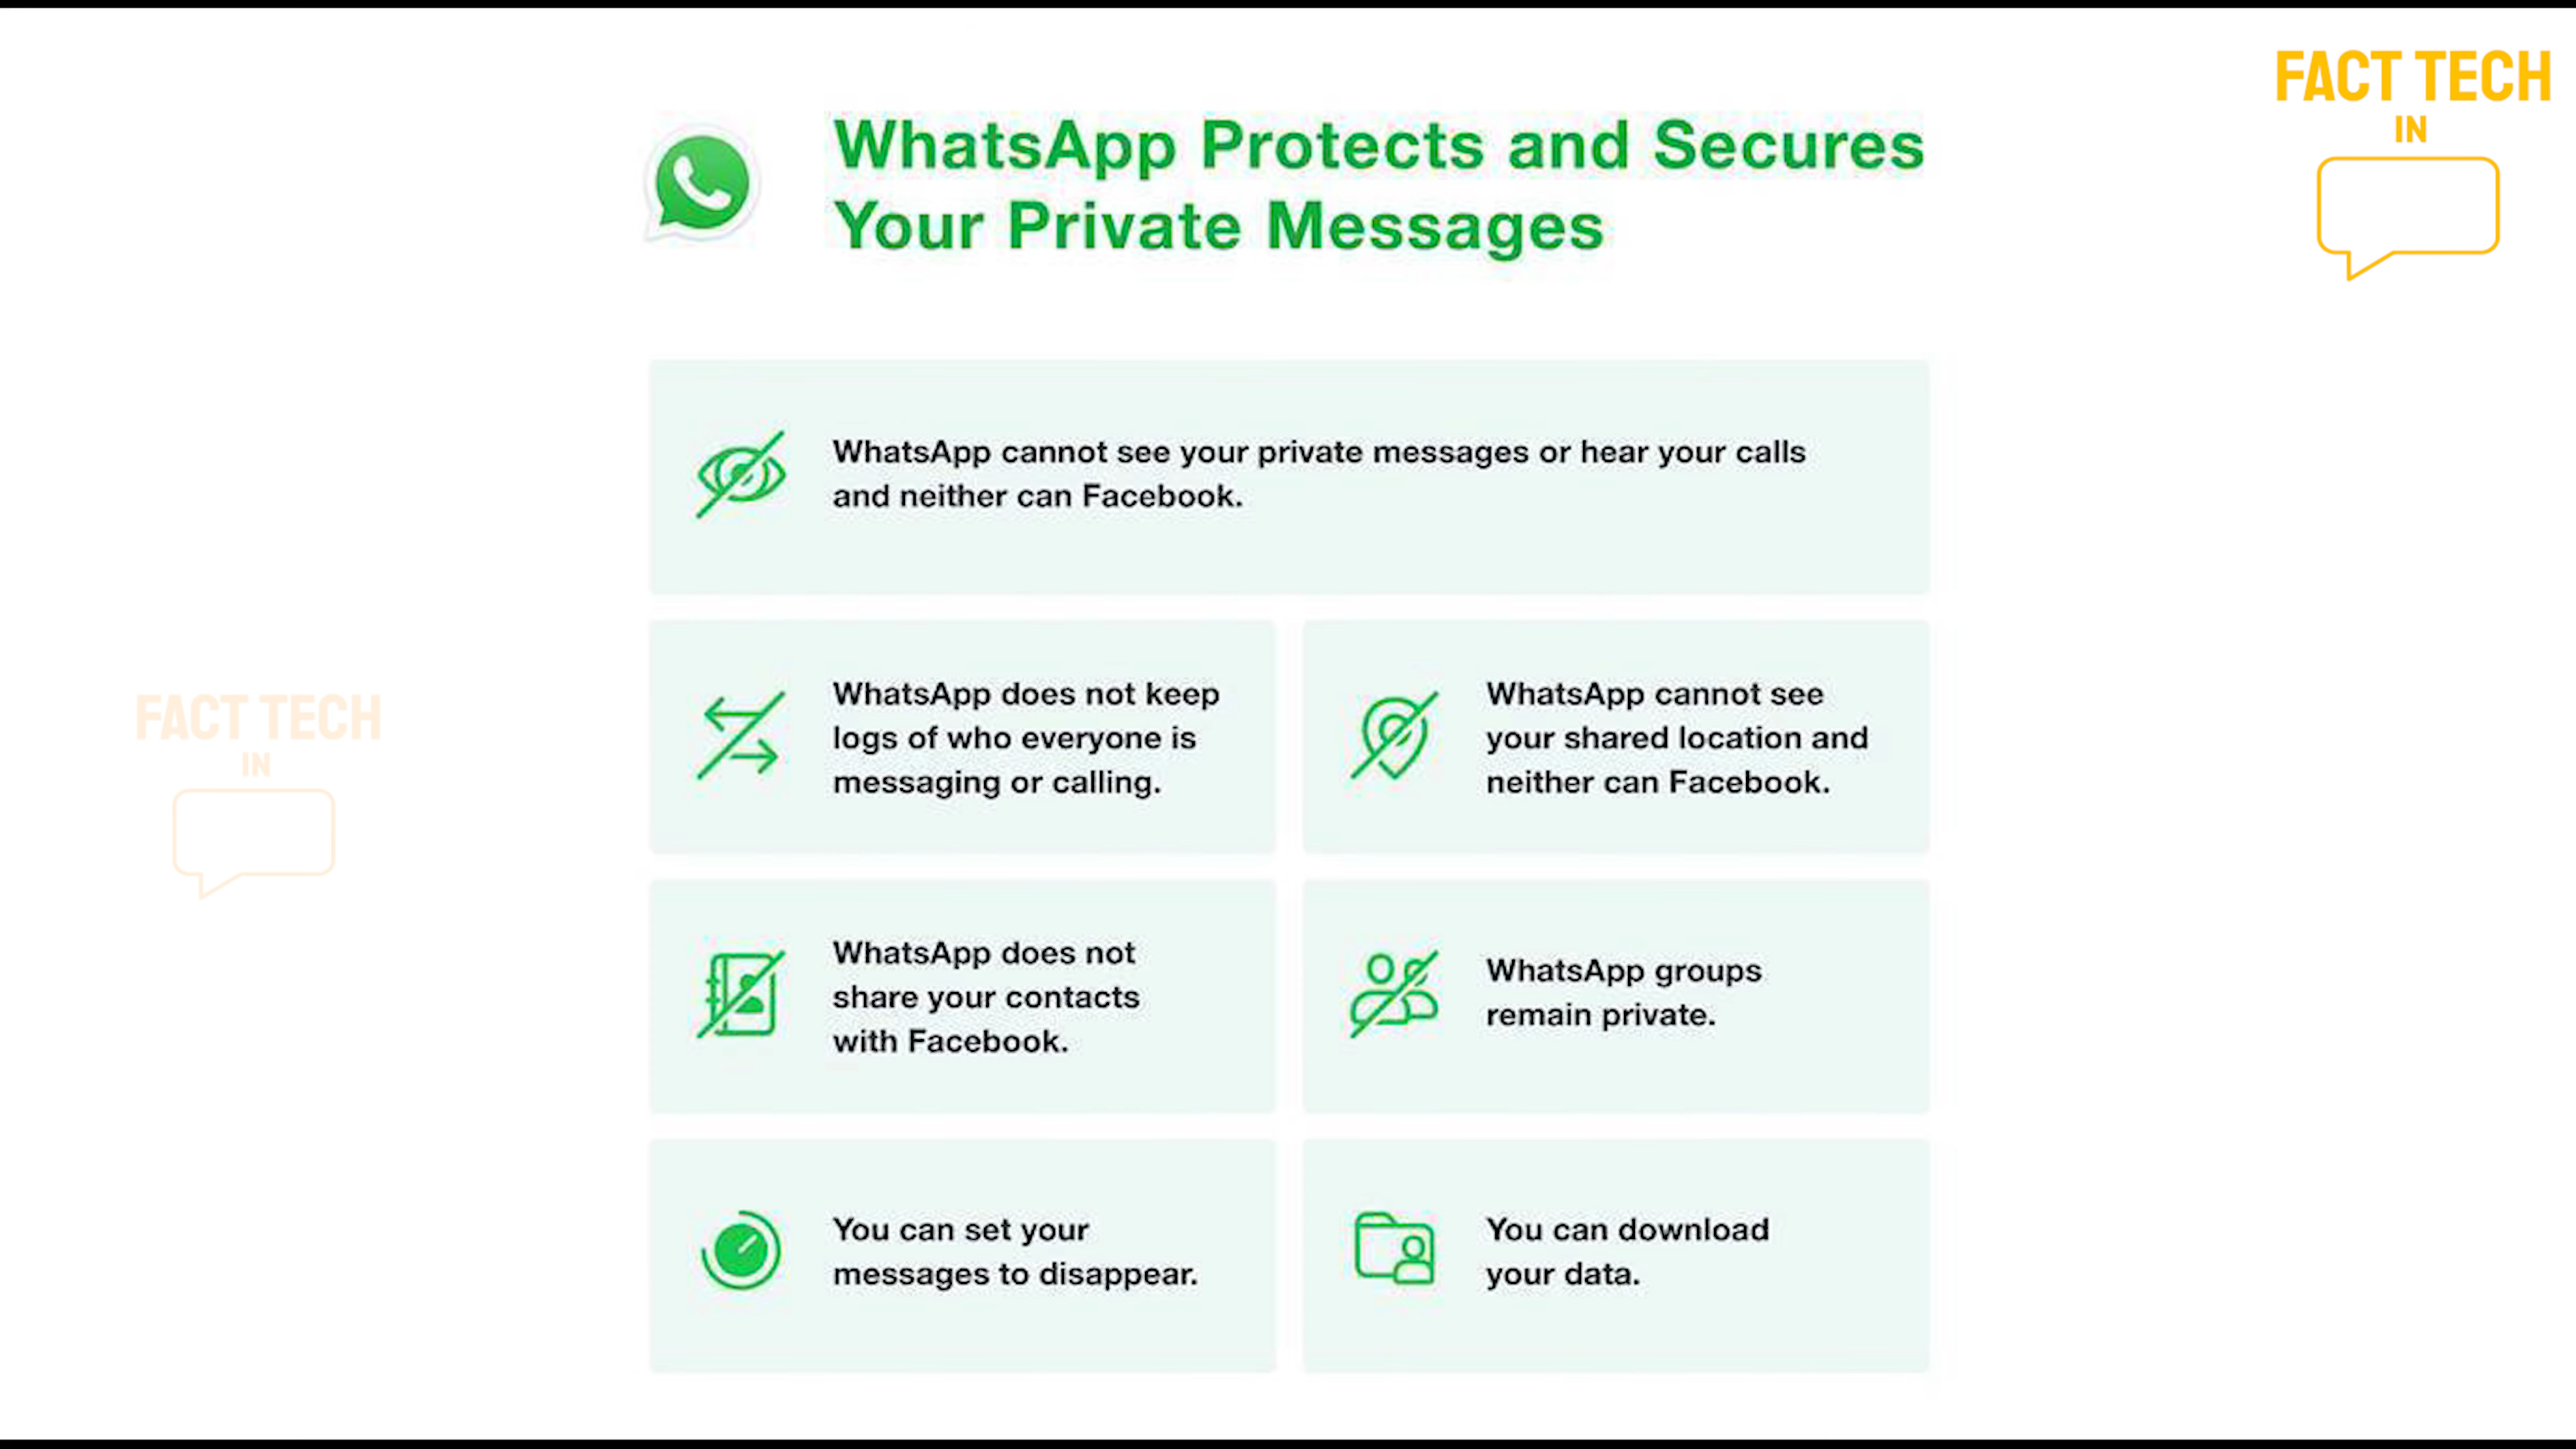 FACT TECH
IN
WhatsApp Protects and Secures
Your Private Messages
WhatsApp cannot see your private messages or hear your calls
and neither can Facebook.
WhatsApp does not keep
logs of who everyone is
messaging or calling.
WhatsApp cannot see
your shared location and
neither can Facebook.
FACT TECH
IN
WhatsApp does not
share your contacts
with Facebook.
WhatsApp groups
remain private.
You can set your
messages to disappear.
You can download
your data.